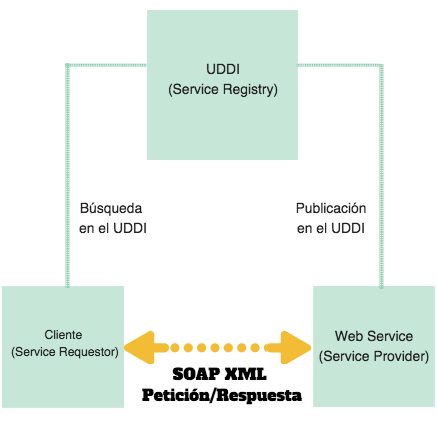 UDDI
(Service Registry)
Búsqueda
en el UDDI
Publicación
en el UDDI
Cliente
(Service Requestor)
Web Service
(Service Provider)
SOAP XML
Petición/Respuesta